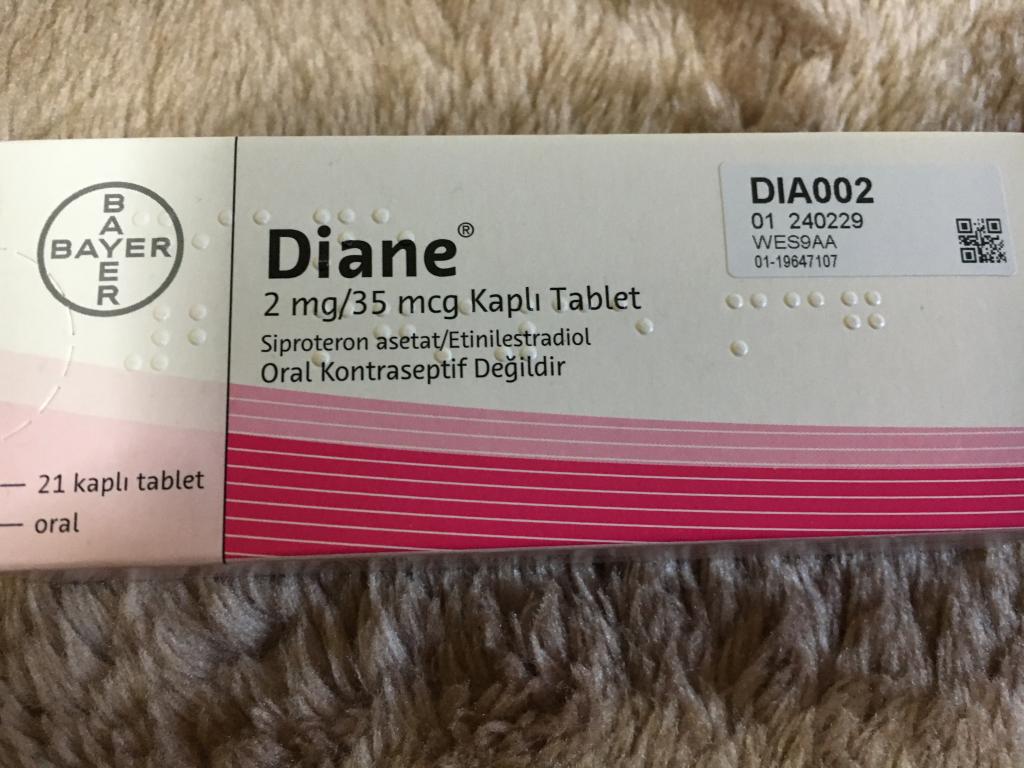 BAYER
BAYER
Diane®
2 mg/35 mcg Kaplı Tablet
Siproteron asetat/Etinilestradiol
Oral Kontraseptif Değildir
21 kaplı tablet
oral
DIA002
01 240229
WES9AA
01-19647107